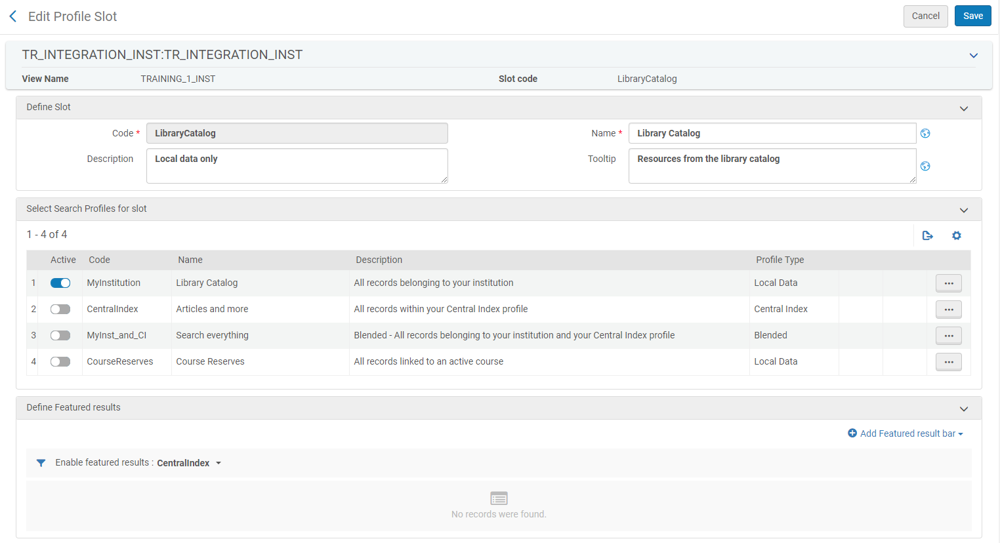 Edit Profile Slot
Cancel
Save
TR_INTEGRATION_INST:TR_INTEGRATION_INST
View Name TRAINING_1_INST Slot code LibraryCatalog
Define Slot
Code * LibraryCatalog Name * Library Catalog
Description Local data only Tooltip Resources from the library catalog
Select Search Profiles for slot
1 - 4 of 4
Active Code Name Description Profile Type
1 MyInstitution Library Catalog All records belonging to your institution Local Data
2 CentralIndex Articles and more All records within your Central Index profile Central Index
3 MyInst_and_CI Search everything Blended - All records belonging to your institution and your Central Index profile Blended
4 CourseReserves Course Reserves All records linked to an active course Local Data
Define Featured results
Add Featured result bar
Enable featured results : CentralIndex
No records were found.